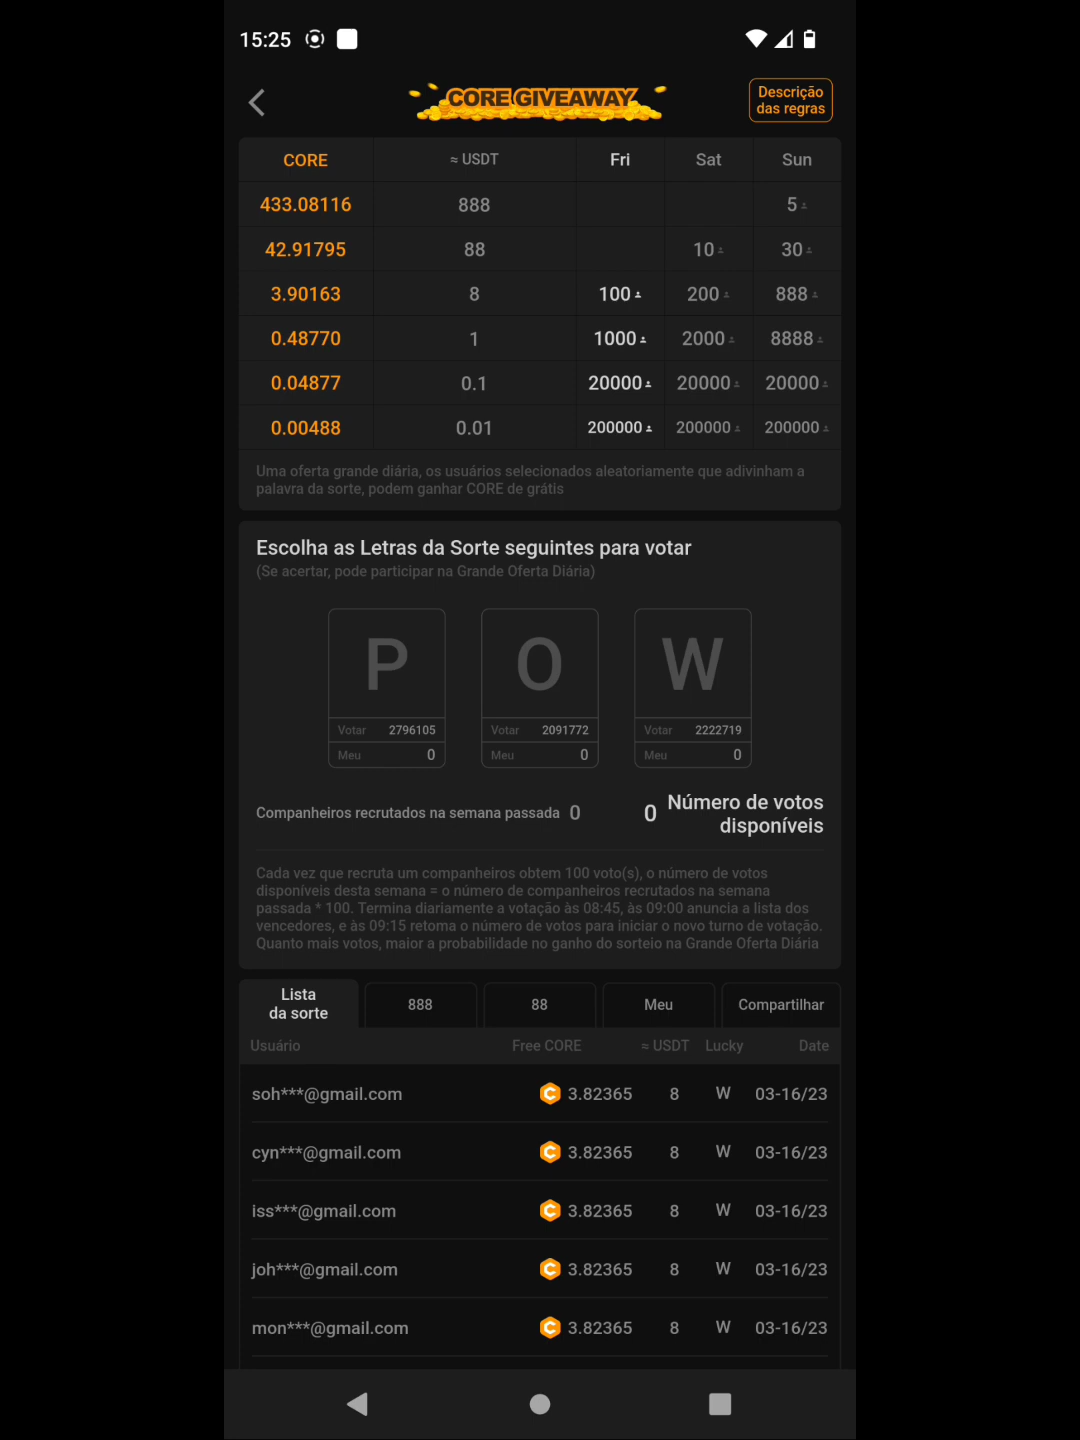 15:25
CORE GIVEAWAY
Descrição
das regras
CORE ≈ USDT Fri Sat Sun
433.08116 888 5
42.91795 88 10 30
3.90163 8 100 200 888
0.48770 1 1000 2000 8888
0.04877 0.1 20000 20000 20000
0.00488 0.01 200000 200000 200000
Uma oferta grande diária, os usuários selecionados aleatoriamente que adivinham a
palavra da sorte, podem ganhar CORE de grátis
Escolha as Letras da Sorte seguintes para votar
(Se acertar, pode participar na Grande Oferta Diária)
P O W
Votar 2796105 Votar 2091772 Votar 2222719
Meu 0 Meu 0 Meu 0
Companheiros recrutados na semana passada 0
0 Número de votos
disponíveis
Cada vez que recruta um companheiros obtem 100 voto(s), o número de votos
disponíveis desta semana = o número de companheiros recrutados na semana
passada * 100. Termina diariamente a votação às 08:45, às 09:00 anuncia a lista dos
vencedores, e às 09:15 retoma o número de votos para iniciar o novo turno de votação.
Quanto mais votos, maior a probabilidade no ganho do sorteio na Grande Oferta Diária
Lista
da sorte
888 88 Meu Compartilhar
Usuário Free CORE ≈ USDT Lucky Date
soh***@gmail.com 3.82365 8 W 03-16/23
cyn***@gmail.com 3.82365 8 W 03-16/23
iss***@gmail.com 3.82365 8 W 03-16/23
joh***@gmail.com 3.82365 8 W 03-16/23
mon***@gmail.com 3.82365 8 W 03-16/23